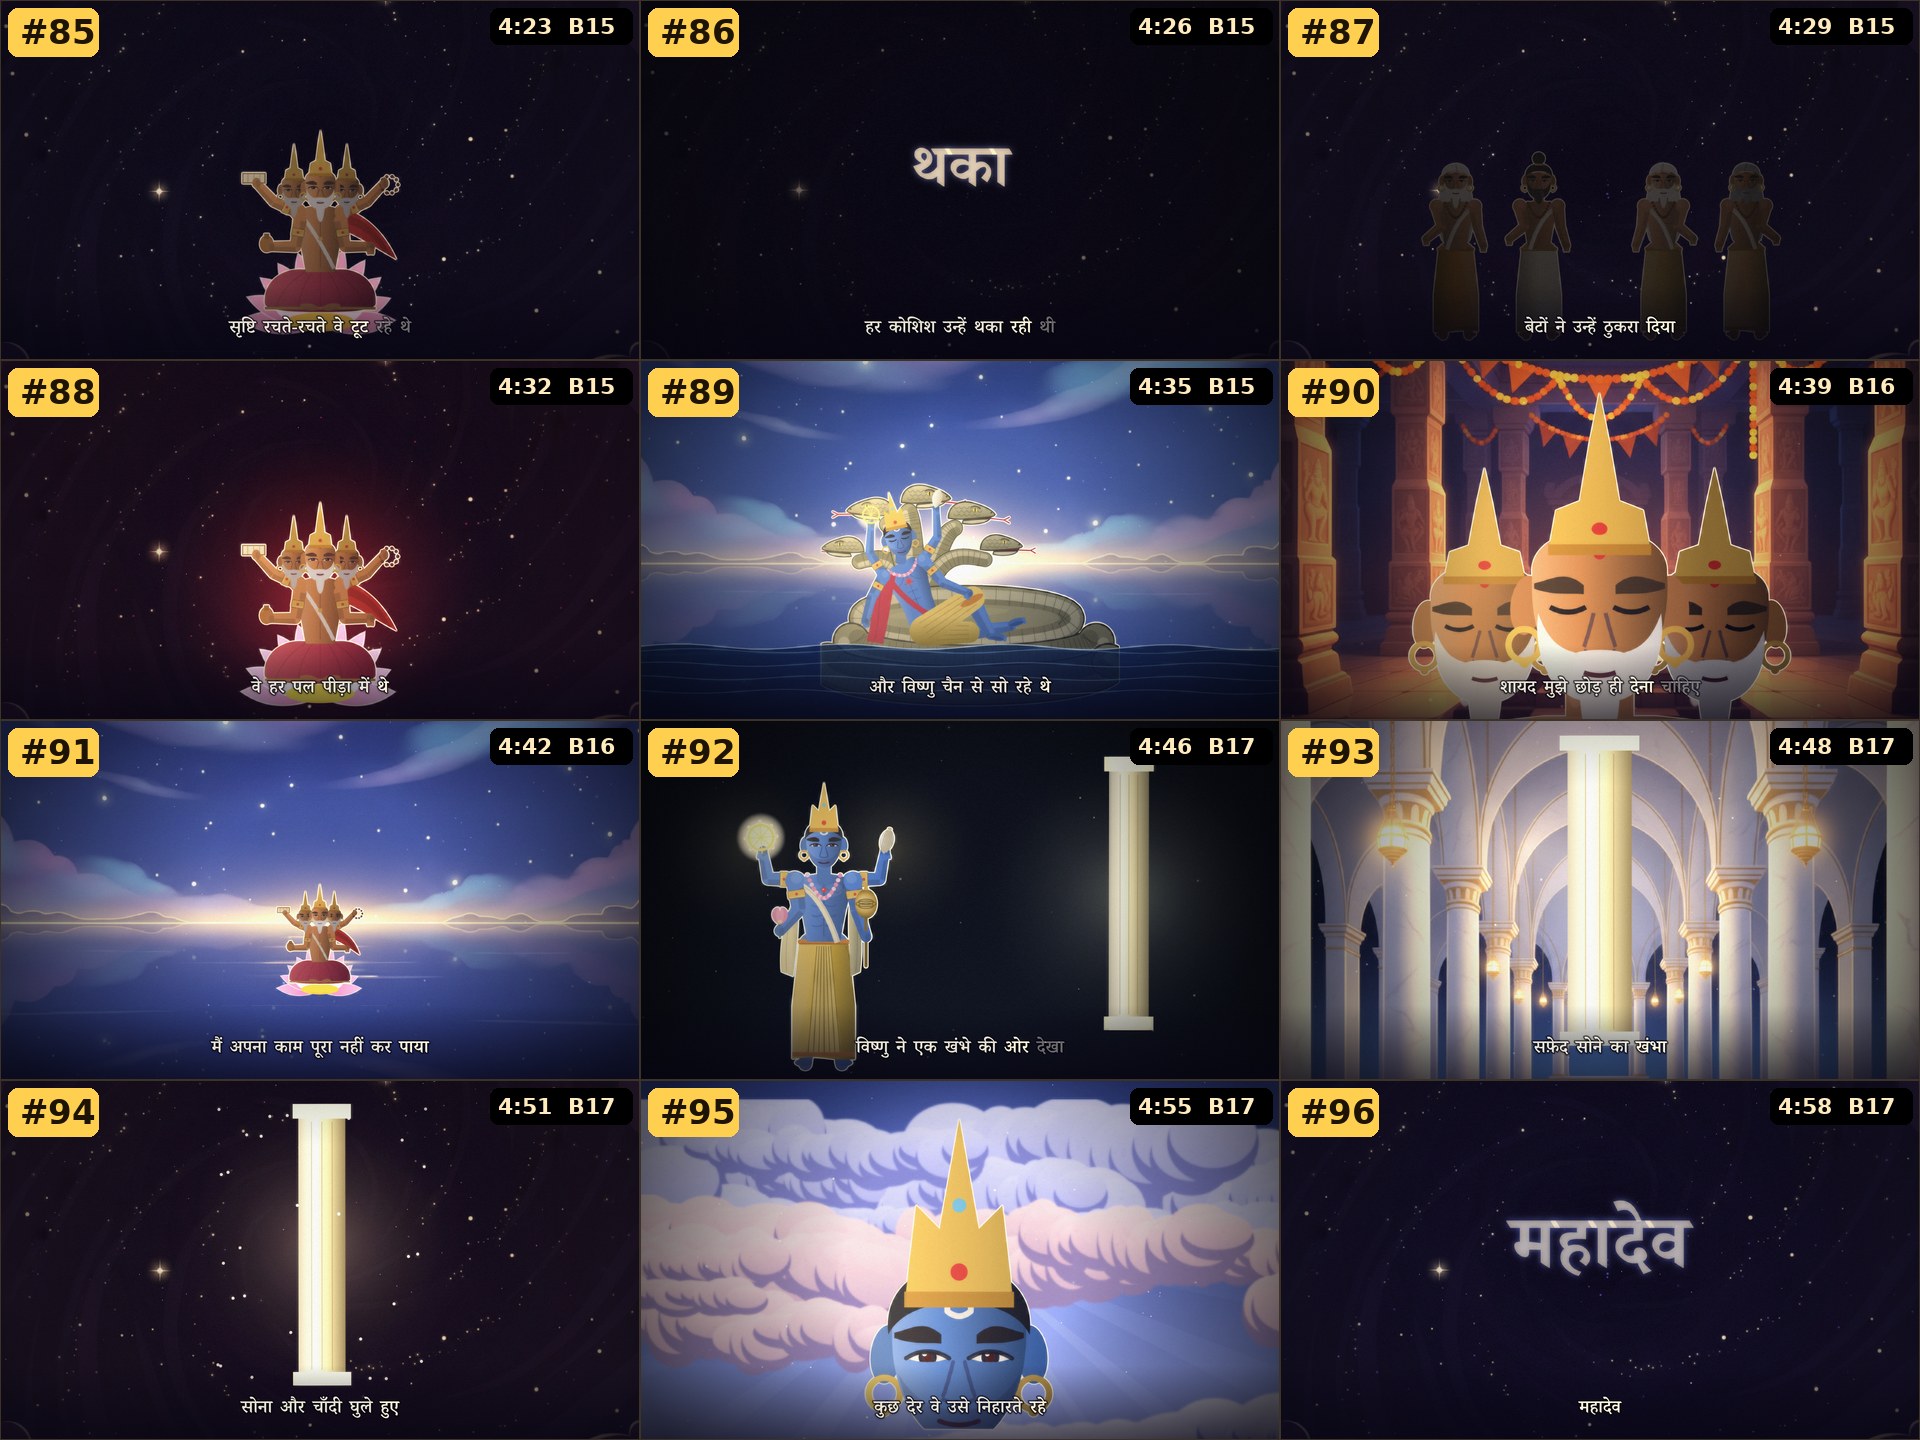 #85
4:23 B15
सृष्टि रचते-रचते वे टूट रहे थे
#86
4:26 B15
थका
हर कोशिश उन्हें थका रही थी
#87
4:29 B15
बेटों ने उन्हें ठुकरा दिया
#88
4:32 B15
वे हर पल पीड़ा में थे
#89
4:35 B15
और विष्णु चैन से सो रहे थे
#90
4:39 B16
शायद मुझे छोड़ ही देना चाहिए
#91
4:42 B16
मैं अपना काम पूरा नहीं कर पाया
#92
4:46 B17
विष्णु ने एक खंभे की ओर देखा
#93
4:48 B17
सफ़ेद सोने का खंभा
#94
4:51 B17
सोना और चाँदी घुले हुए
#95
4:55 B17
कुछ देर वे उसे निहारते रहे
#96
4:58 B17
महादेव
महादेव